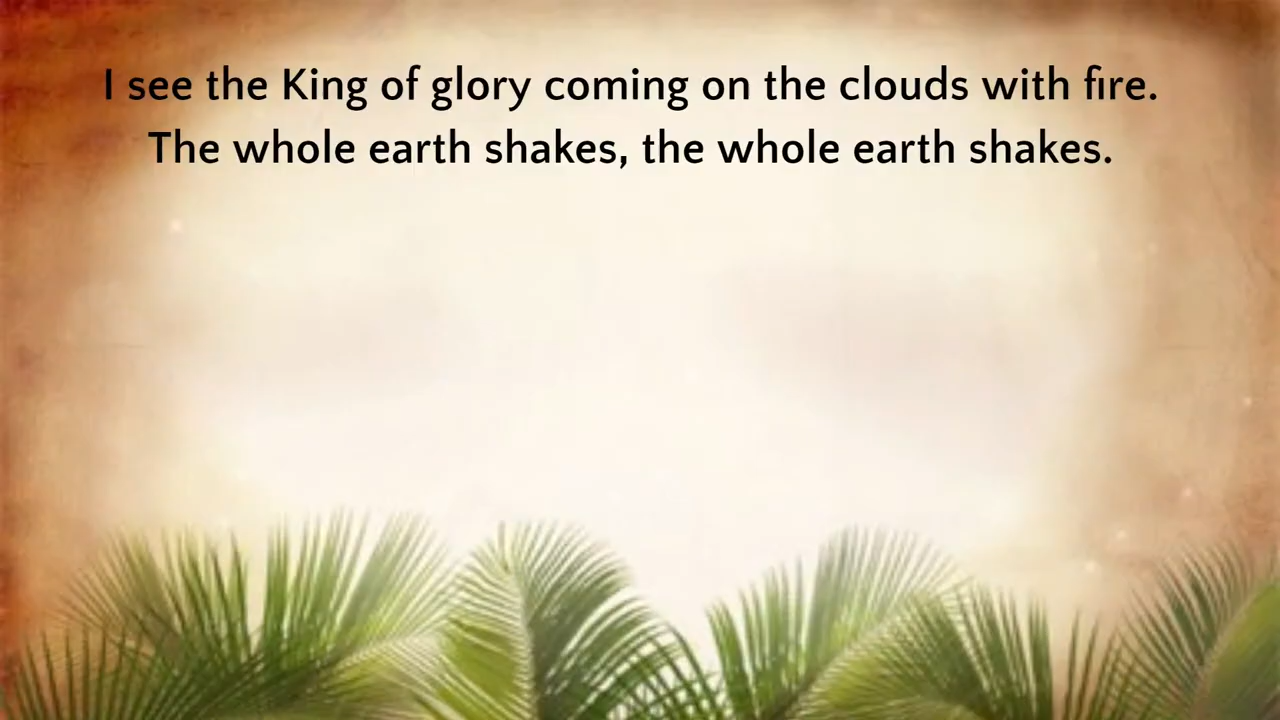 I see the King of glory coming on the clouds with fire.
The whole earth shakes, the whole earth shakes.